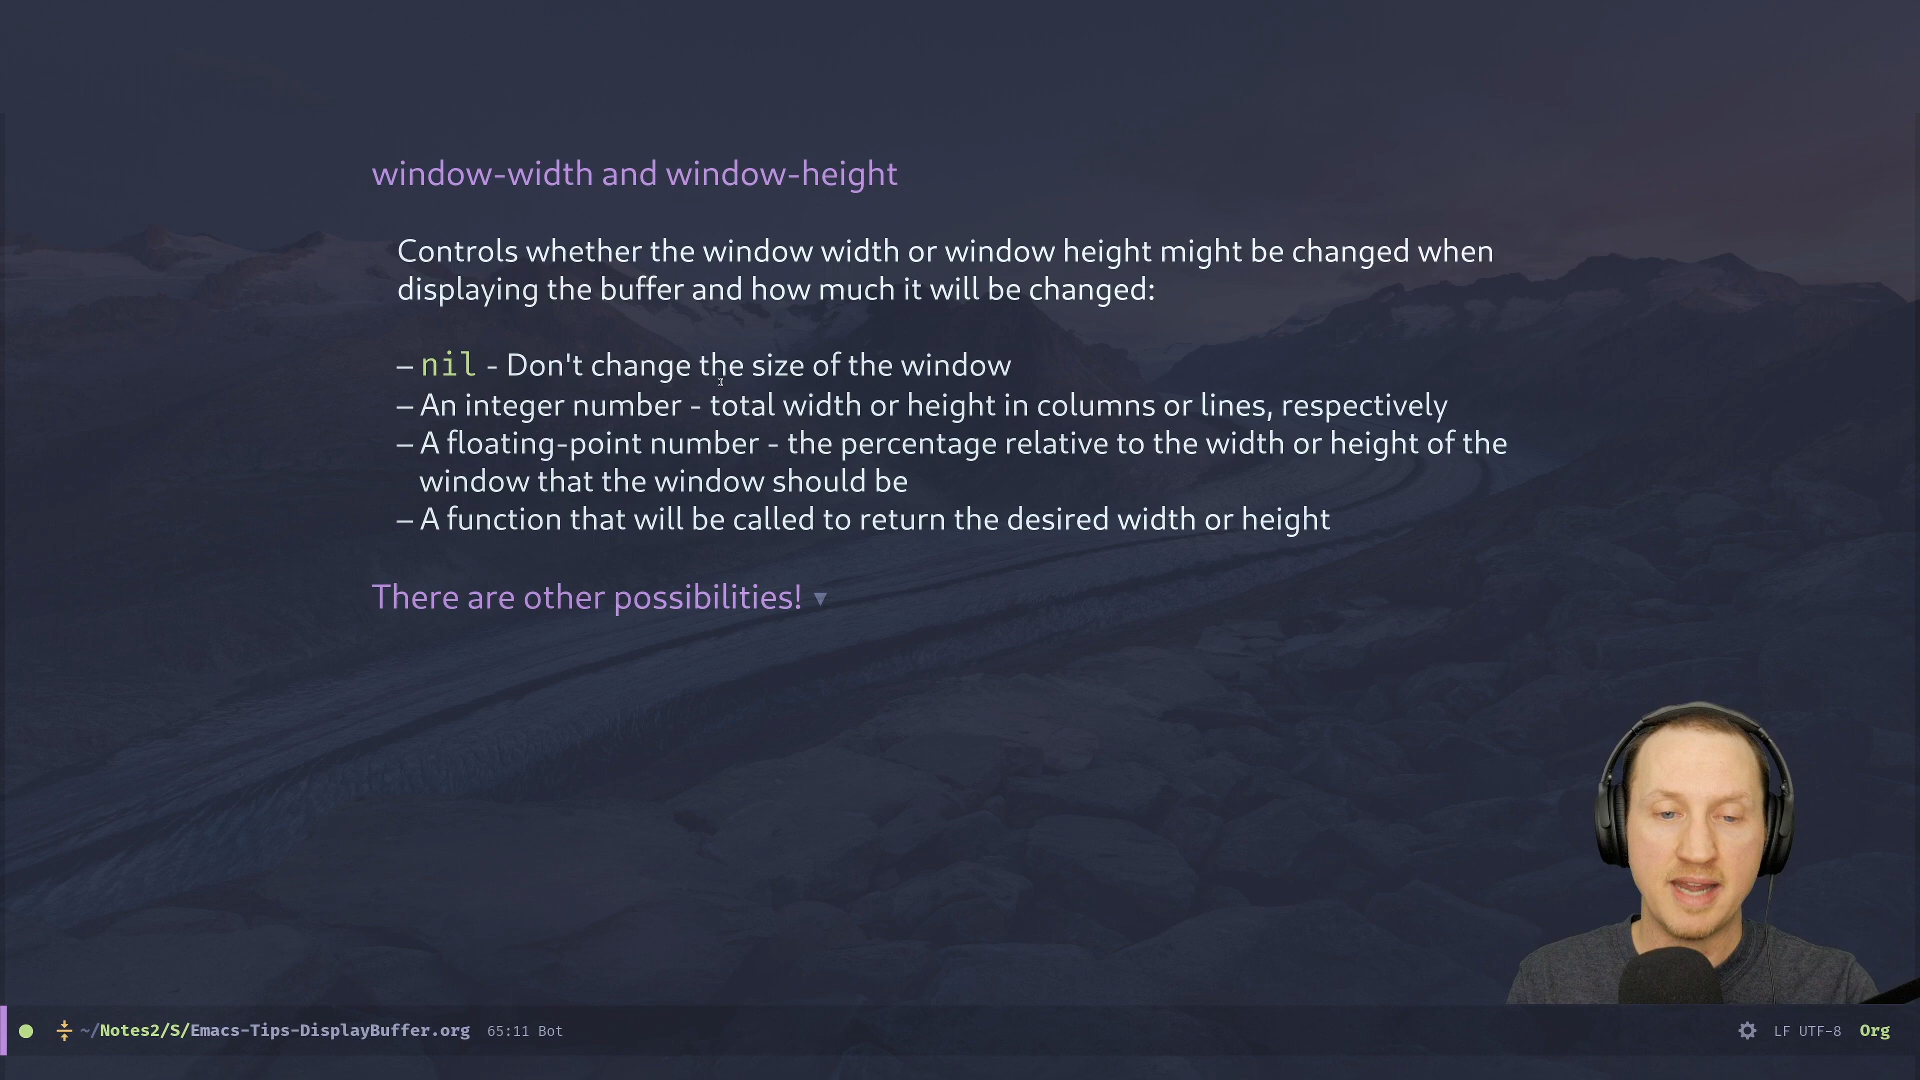 window-width and window-height
Controls whether the window width or window height might be changed when
displaying the buffer and how much it will be changed:
– nil - Don't change the size of the window
– An integer number - total width or height in columns or lines, respectively
– A floating-point number - the percentage relative to the width or height of the
window that the window should be
– A function that will be called to return the desired width or height
There are other possibilities! ▾
~/Notes2/S/Emacs-Tips-DisplayBuffer.org 65:11 Bot
LF UTF-8 Org